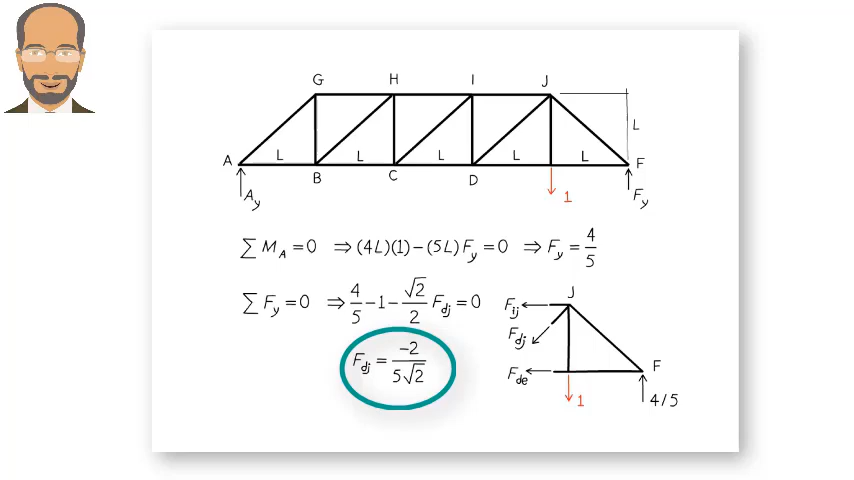 G H I J
L
A L B L C L D L L F
A_y 1 F_y
∑ M_A = 0 ⇒ (4L)(1) − (5L) F_y = 0 ⇒ F_y = 4/5
∑ F_y = 0 ⇒ 4/5 − 1 − √2/2 F_dj = 0
F_dj = −2/5√2
J
F_ij
F_dj
F_de F
1 4/5